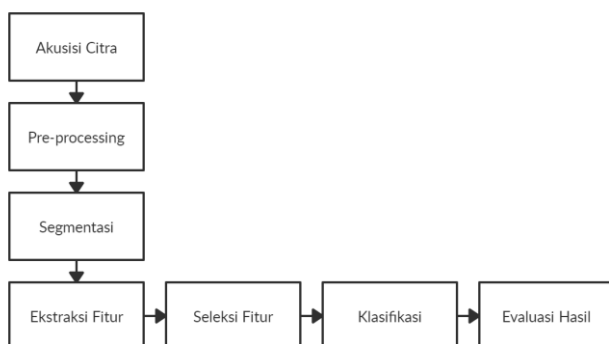 Akusisi Citra
Pre-processing
Segmentasi
Ekstraksi Fitur
Seleksi Fitur
Klasifikasi
Evaluasi Hasil